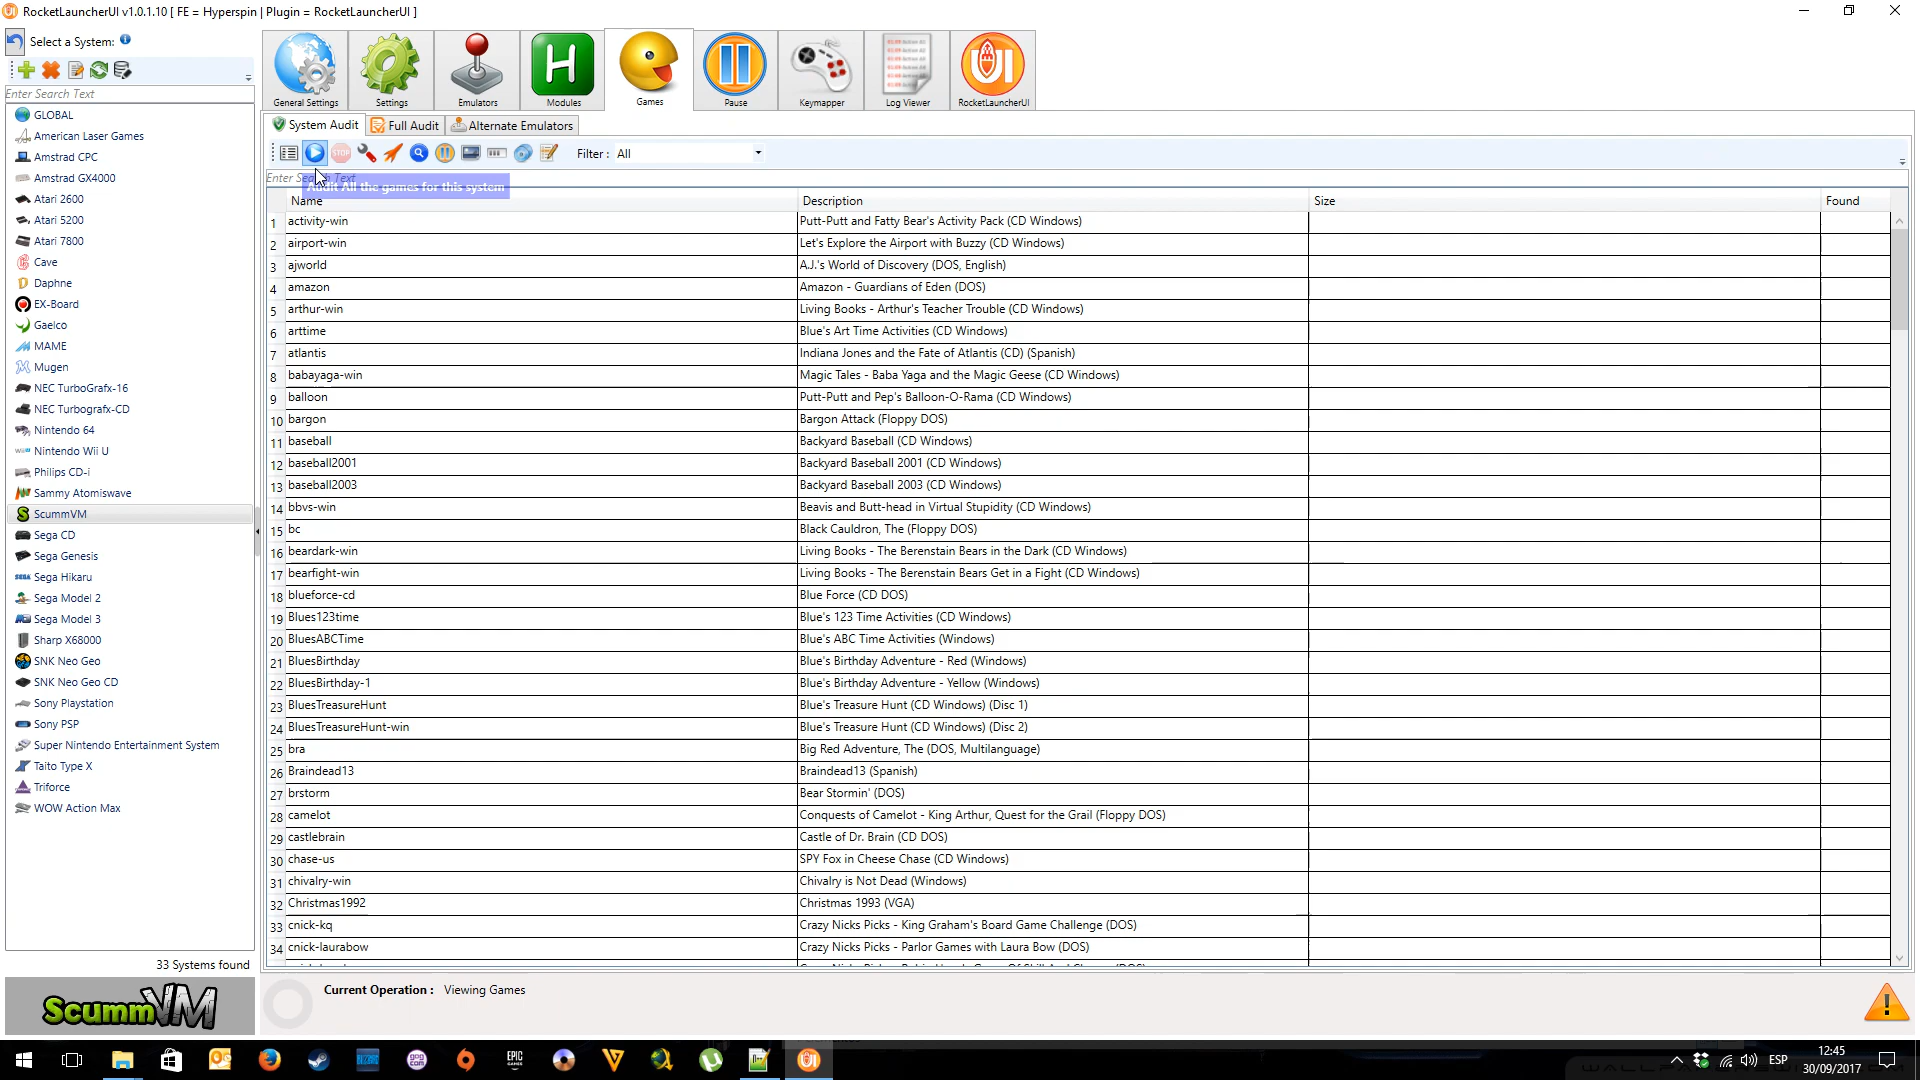 RocketLauncherUI v1.0.1.10 [ FE = Hyperspin | Plugin = RocketLauncherUI ]
Select a System:
Enter Search Text
GLOBAL
American Laser Games
Amstrad CPC
Amstrad GX4000
Atari 2600
Atari 5200
Atari 7800
Cave
Daphne
EX-Board
Gaelco
MAME
Mugen
NEC TurboGrafx-16
NEC Turbografx-CD
Nintendo 64
Nintendo Wii U
Philips CD-i
Sammy Atomiswave
ScummVM
Sega CD
Sega Genesis
Sega Hikaru
Sega Model 2
Sega Model 3
Sharp X68000
SNK Neo Geo
SNK Neo Geo CD
Sony Playstation
Sony PSP
Super Nintendo Entertainment System
Taito Type X
Triforce
WOW Action Max
33 Systems found
ScummVM
General Settings
Settings
Emulators
H
Modules
Games
Pause
Keymapper
Log Viewer
UI
RocketLauncherUI
System Audit
Full Audit
Alternate Emulators
STOP
Filter : All
Enter Search Text
Audit All the games for this system
Name Description Size Found
1 activity-win Putt-Putt and Fatty Bear's Activity Pack (CD Windows)
2 airport-win Let's Explore the Airport with Buzzy (CD Windows)
3 ajworld A.J.'s World of Discovery (DOS, English)
4 amazon Amazon - Guardians of Eden (DOS)
5 arthur-win Living Books - Arthur's Teacher Trouble (CD Windows)
6 arttime Blue's Art Time Activities (CD Windows)
7 atlantis Indiana Jones and the Fate of Atlantis (CD) (Spanish)
8 babayaga-win Magic Tales - Baba Yaga and the Magic Geese (CD Windows)
9 balloon Putt-Putt and Pep's Balloon-O-Rama (CD Windows)
10 bargon Bargon Attack (Floppy DOS)
11 baseball Backyard Baseball (CD Windows)
12 baseball2001 Backyard Baseball 2001 (CD Windows)
13 baseball2003 Backyard Baseball 2003 (CD Windows)
14 bbvs-win Beavis and Butt-head in Virtual Stupidity (CD Windows)
15 bc Black Cauldron, The (Floppy DOS)
16 beardark-win Living Books - The Berenstain Bears in the Dark (CD Windows)
17 bearfight-win Living Books - The Berenstain Bears Get in a Fight (CD Windows)
18 blueforce-cd Blue Force (CD DOS)
19 Blues123time Blue's 123 Time Activities (CD Windows)
20 BluesABCTime Blue's ABC Time Activities (Windows)
21 BluesBirthday Blue's Birthday Adventure - Red (Windows)
22 BluesBirthday-1 Blue's Birthday Adventure - Yellow (Windows)
23 BluesTreasureHunt Blue's Treasure Hunt (CD Windows) (Disc 1)
24 BluesTreasureHunt-win Blue's Treasure Hunt (CD Windows) (Disc 2)
25 bra Big Red Adventure, The (DOS, Multilanguage)
26 Braindead13 Braindead13 (Spanish)
27 brstorm Bear Stormin' (DOS)
28 camelot Conquests of Camelot - King Arthur, Quest for the Grail (Floppy DOS)
29 castlebrain Castle of Dr. Brain (CD DOS)
30 chase-us SPY Fox in Cheese Chase (CD Windows)
31 chivalry-win Chivalry is Not Dead (Windows)
32 Christmas1992 Christmas 1993 (VGA)
33 cnick-kq Crazy Nicks Picks - King Graham's Board Game Challenge (DOS)
34 cnick-laurabow Crazy Nicks Picks - Parlor Games with Laura Bow (DOS)
Current Operation : Viewing Games
EPIC
ESP
12:45
30/09/2017